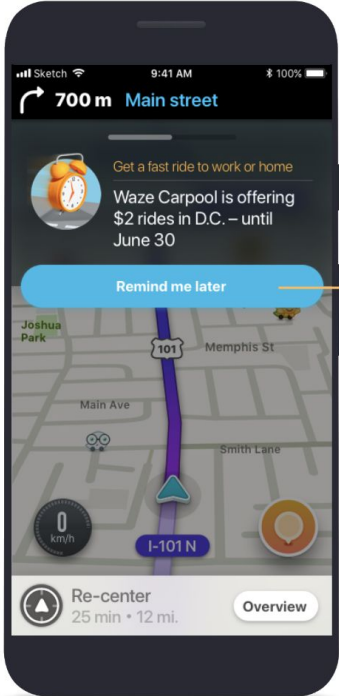 Sketch 9:41 AM 100%
700 m Main street
Get a fast ride to work or home
Waze Carpool is offering
$2 rides in D.C. – until
June 30
Remind me later
Joshua
Park
101
Memphis St
Main Ave
Smith Lane
0
km/h
I-101 N
Re-center
25 min • 12 mi.
Overview